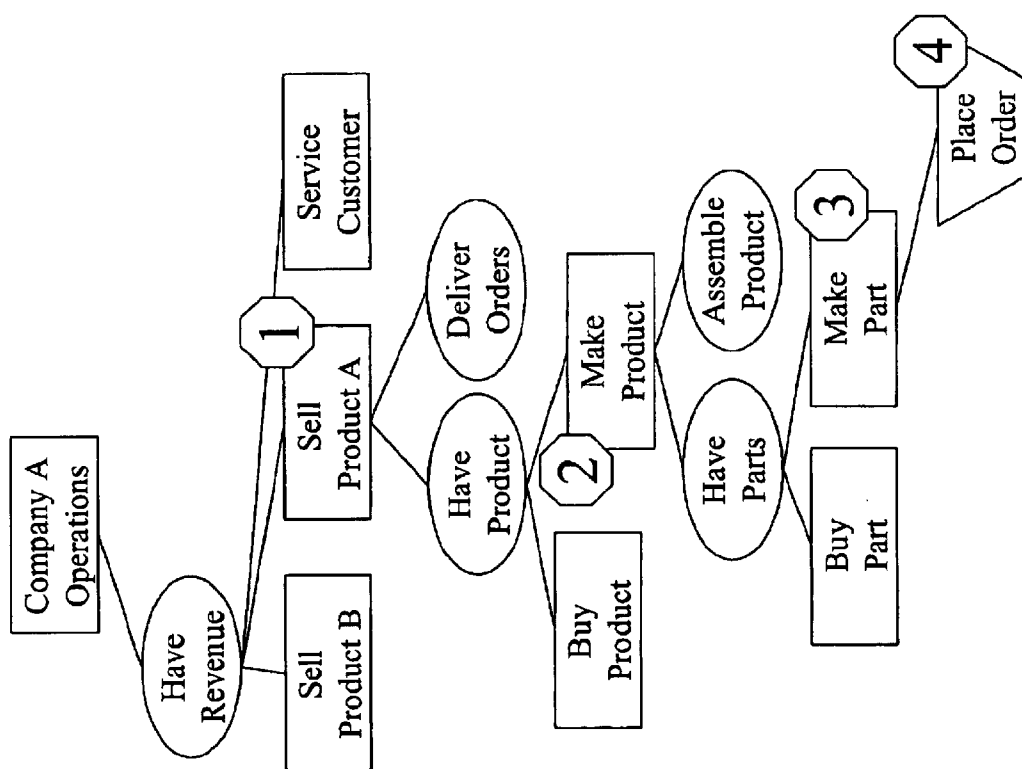 Company A
Operations
Have
Revenue
Sell
Product B
1
Sell
Product A
Service
Customer
Have
Product
Deliver
Orders
Buy
Product
2
Make
Product
Have
Parts
Assemble
Product
Buy
Part
3
Make
Part
4
Place
Order